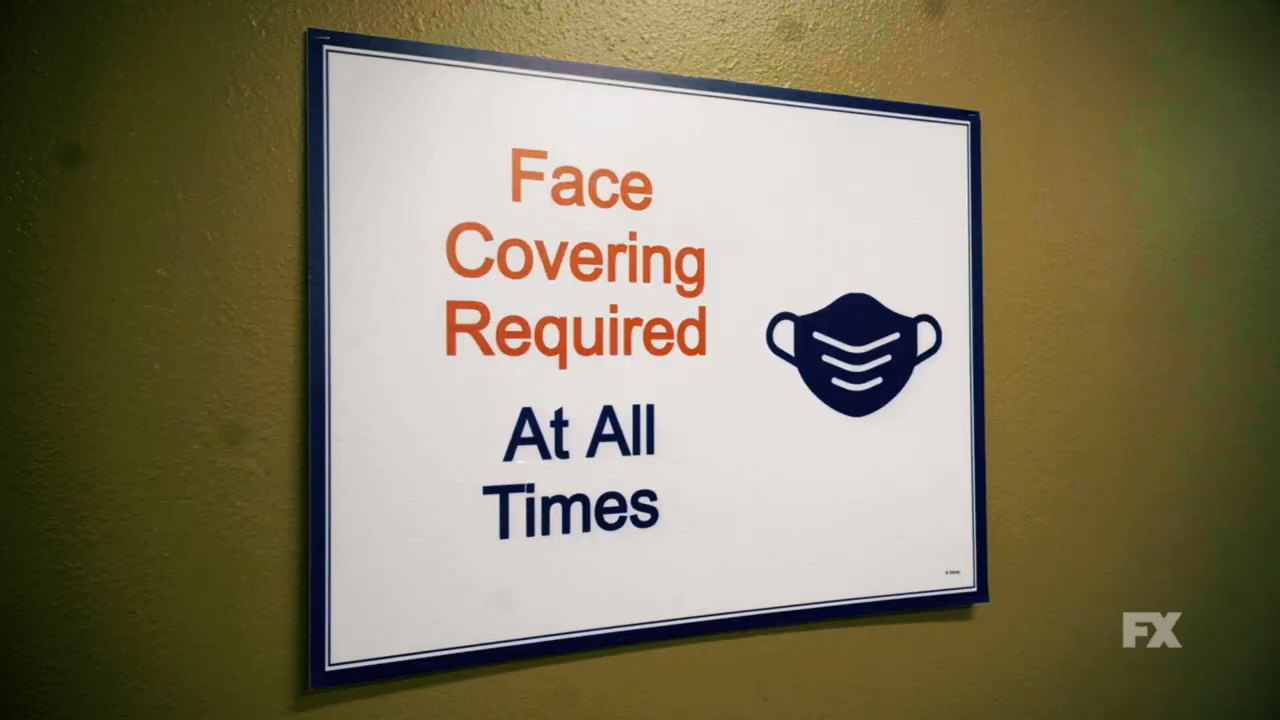 Face
Covering
Required
At All
Times
FX